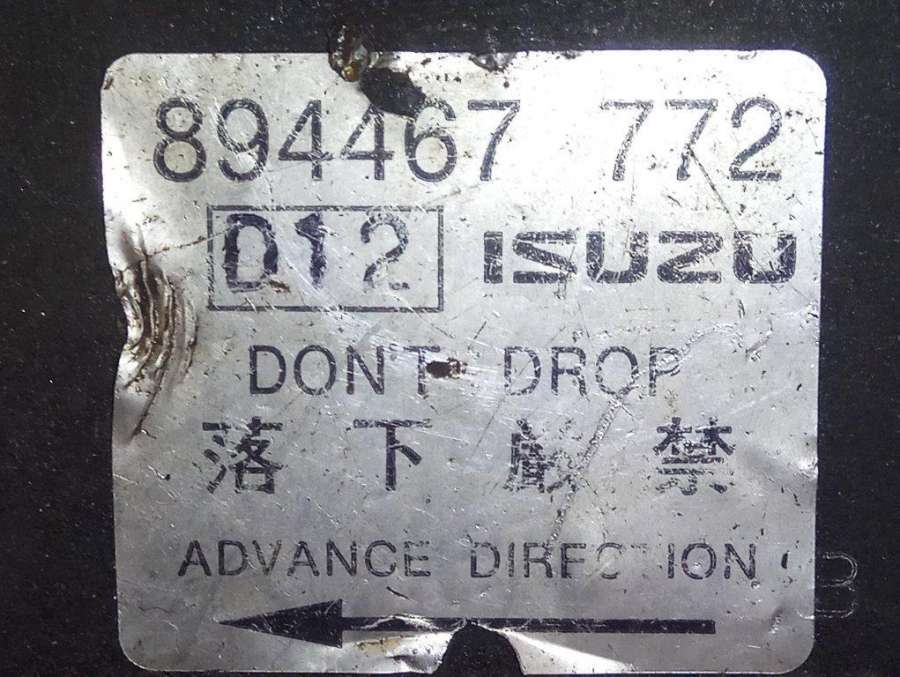 894467 772
D12 ISUZU
DON'T DROP
落下厳禁
ADVANCE DIRECTION